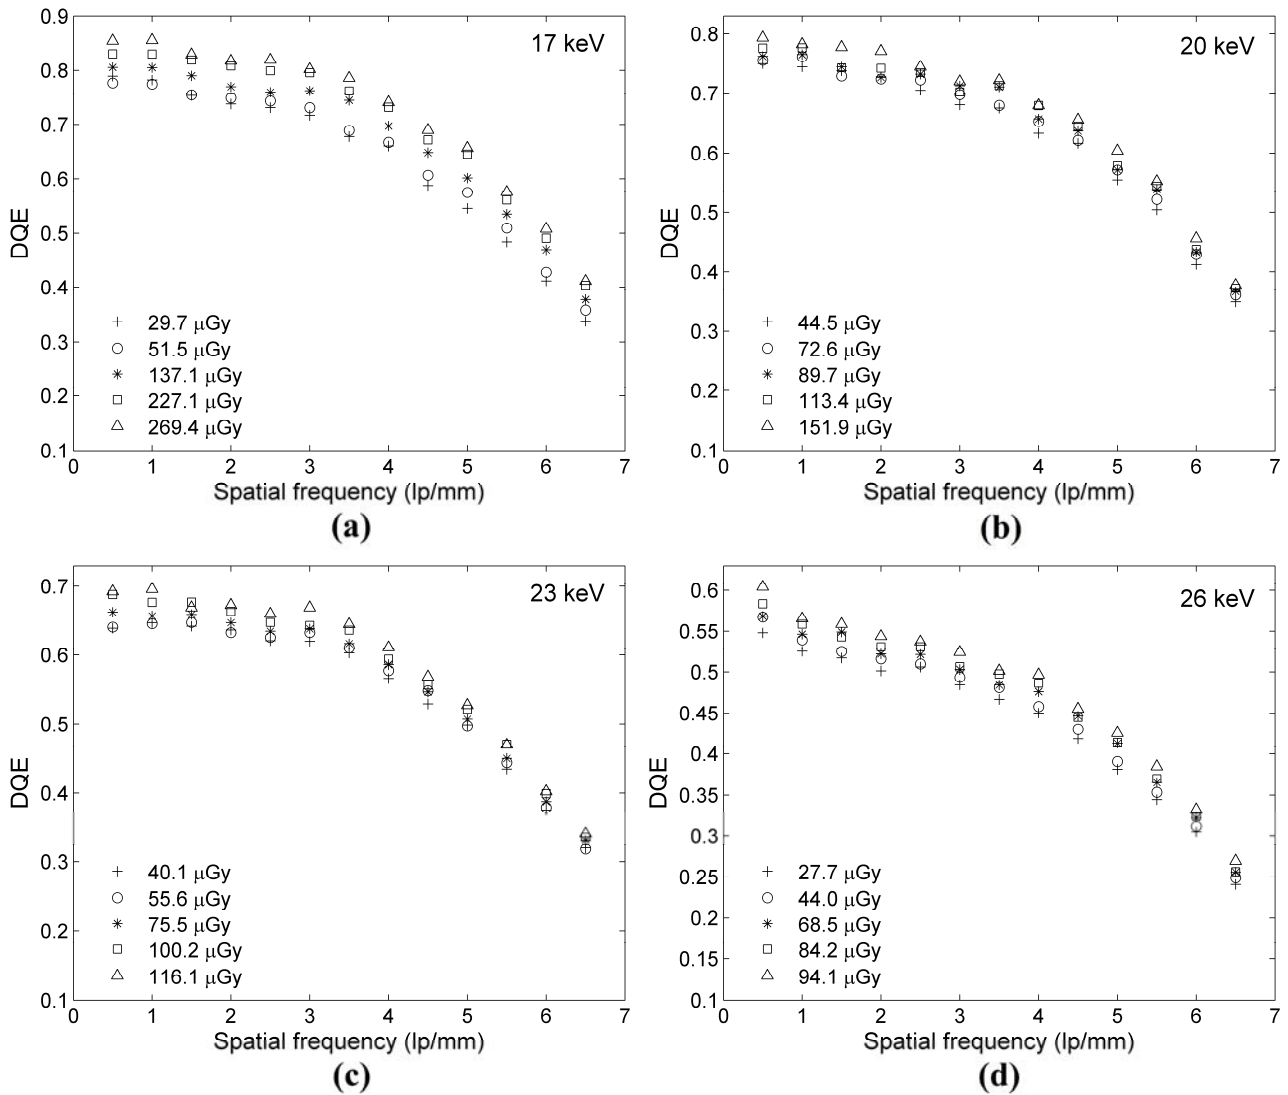 0.9
0.8
0.7
0.6
0.5
0.4
0.3
0.2
0.1
DQE
17 keV
29.7 μGy
51.5 μGy
137.1 μGy
227.1 μGy
269.4 μGy
0 1 2 3 4 5 6 7
Spatial frequency (lp/mm)
(a)
0.8
0.7
0.6
0.5
0.4
0.3
0.2
0.1
DQE
20 keV
44.5 μGy
72.6 μGy
89.7 μGy
113.4 μGy
151.9 μGy
0 1 2 3 4 5 6 7
Spatial frequency (lp/mm)
(b)
0.7
0.6
0.5
0.4
0.3
0.2
0.1
DQE
23 keV
40.1 μGy
55.6 μGy
75.5 μGy
100.2 μGy
116.1 μGy
0 1 2 3 4 5 6 7
Spatial frequency (lp/mm)
(c)
0.6
0.55
0.5
0.45
0.4
0.35
0.3
0.25
0.2
0.15
0.1
DQE
26 keV
27.7 μGy
44.0 μGy
68.5 μGy
84.2 μGy
94.1 μGy
0 1 2 3 4 5 6 7
Spatial frequency (lp/mm)
(d)